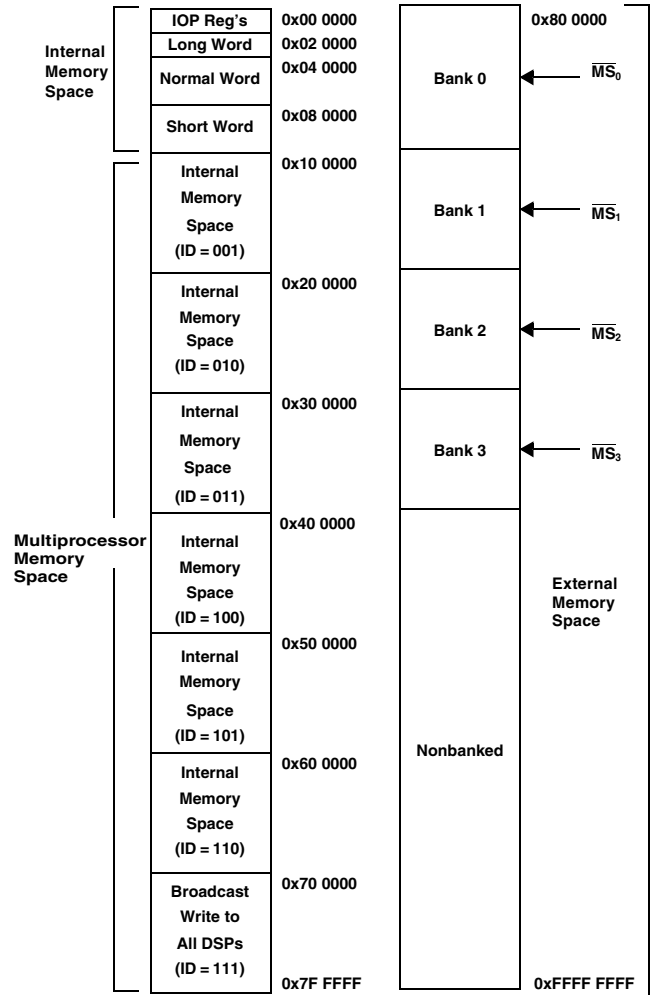 Internal
Memory
Space
IOP Reg's
0x00 0000
Long Word
0x02 0000
Normal Word
0x04 0000
Short Word
0x08 0000
Multiprocessor
Memory
Space
Internal
Memory
Space
(ID = 001)
0x10 0000
Internal
Memory
Space
(ID = 010)
0x20 0000
Internal
Memory
Space
(ID = 011)
0x30 0000
Internal
Memory
Space
(ID = 100)
0x40 0000
Internal
Memory
Space
(ID = 101)
0x50 0000
Internal
Memory
Space
(ID = 110)
0x60 0000
Broadcast
Write to
All DSPs
(ID = 111)
0x70 0000
0x7F FFFF
0x80 0000
Bank 0
MS0
Bank 1
MS1
Bank 2
MS2
Bank 3
MS3
Nonbanked
External
Memory
Space
0xFFFF FFFF